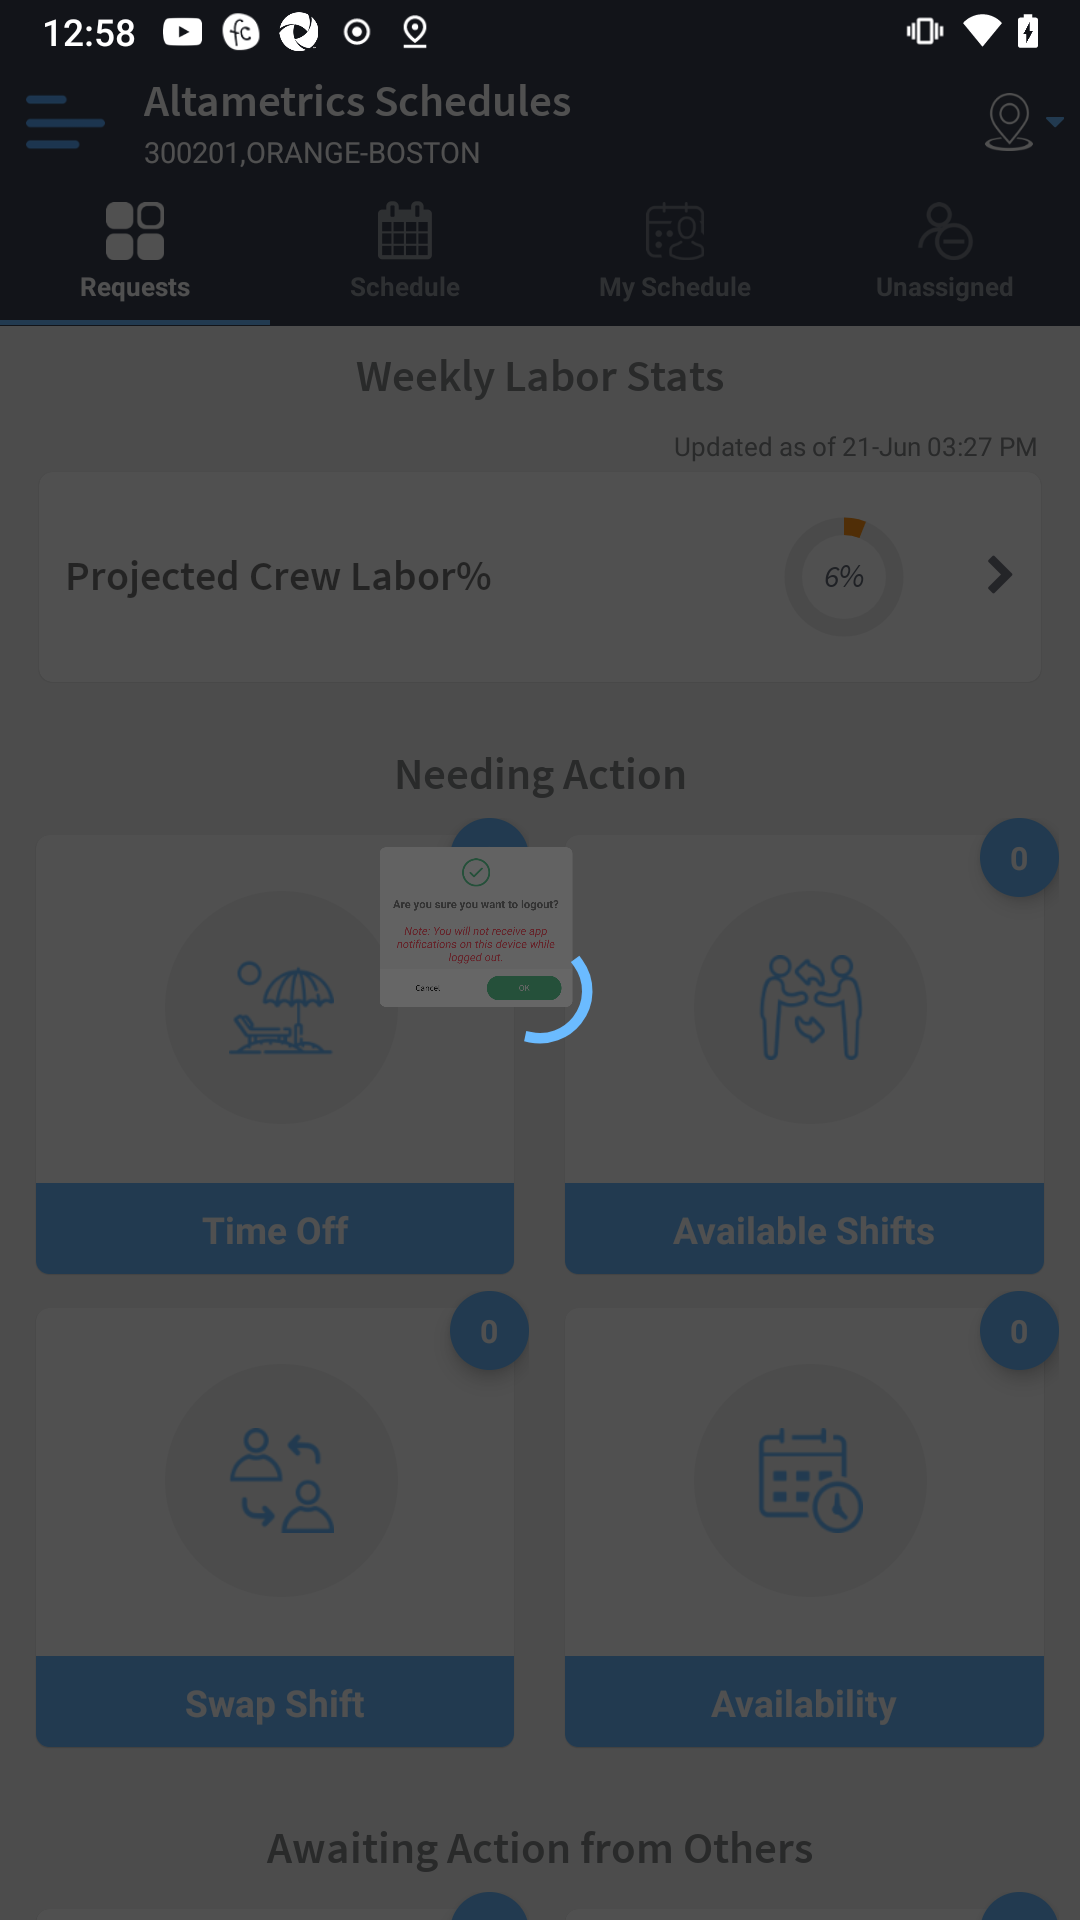 12:58
Altametrics Schedules
300201,ORANGE-BOSTON
Requests
Schedule
My Schedule
Unassigned
Weekly Labor Stats
Updated as of 21-Jun 03:27 PM
Projected Crew Labor%
6%
Needing Action
0
Are you sure you want to logout?
Note: You will not receive app
notifications on this device while
logged out.
Cancel
OK
Time Off
Available Shifts
0
0
Swap Shift
Availability
Awaiting Action from Others